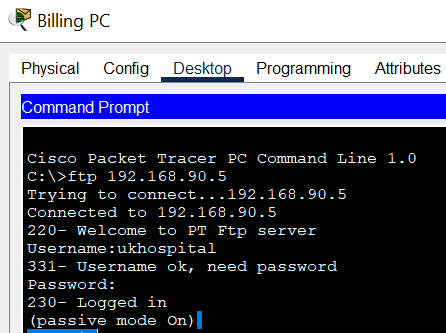 Billing PC
Physical Config Desktop Programming Attributes
Command Prompt
Cisco Packet Tracer PC Command Line 1.0
C:\>ftp 192.168.90.5
Trying to connect...192.168.90.5
Connected to 192.168.90.5
220- Welcome to PT Ftp server
Username:ukhospital
331- Username ok, need password
Password:
230- Logged in
(passive mode On)